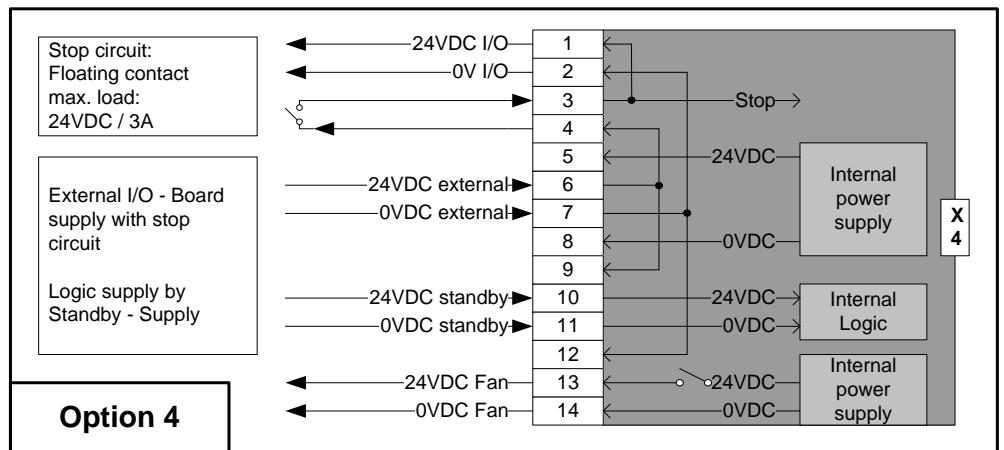 Stop circuit:
Floating contact
max. load:
24VDC / 3A
External I/O - Board
supply with stop
circuit
Logic supply by
Standby - Supply
Option 4
24VDC I/O 1
0V I/O 2
3 Stop
4
5 24VDC
24VDC external 6
0VDC external 7
8 0VDC
9
24VDC standby 10 24VDC
0VDC standby 11 0VDC
12
24VDC Fan 13 24VDC
0VDC Fan 14 0VDC
Internal
power
supply
Internal
Logic
Internal
power
supply
X
4